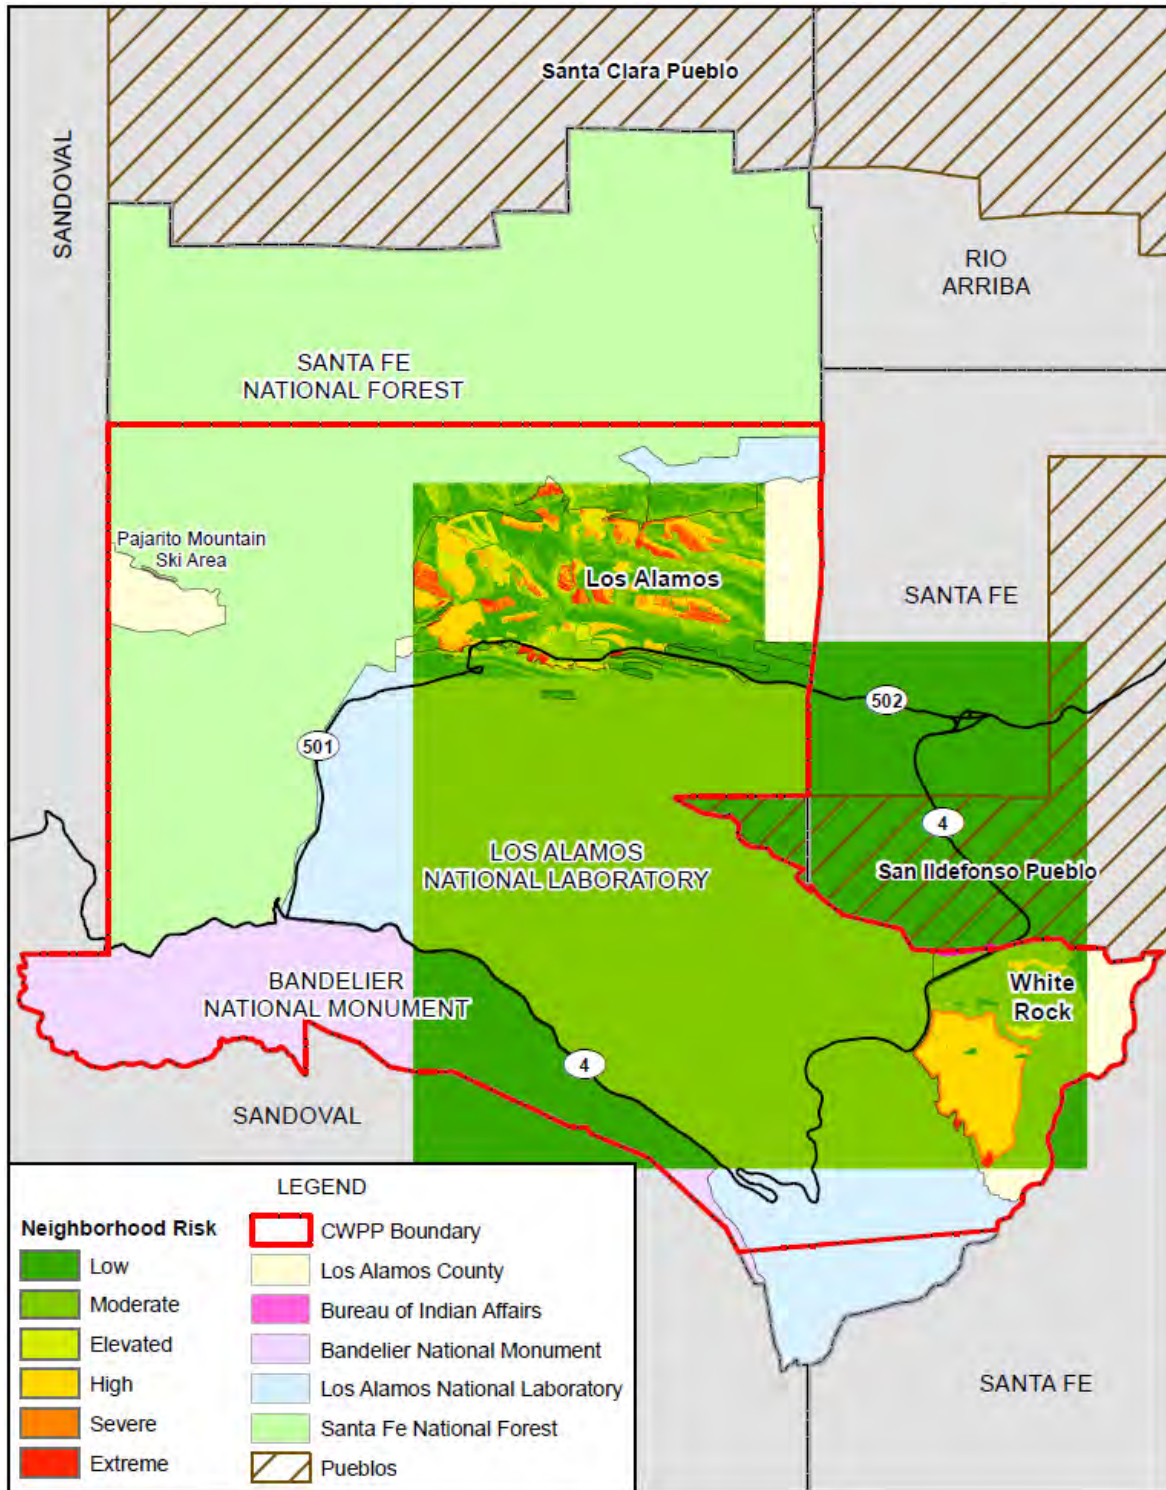 Santa Clara Pueblo
SANDOVAL
RIO
ARRIBA
SANTA FE
NATIONAL FOREST
Pajarito Mountain
Ski Area
Los Alamos
SANTA FE
502
501
4
LOS ALAMOS
NATIONAL LABORATORY
San Ildefonso Pueblo
BANDELIER
NATIONAL MONUMENT
White
Rock
4
SANDOVAL
SANTA FE
LEGEND
Neighborhood Risk
Low
Moderate
Elevated
High
Severe
Extreme
CWPP Boundary
Los Alamos County
Bureau of Indian Affairs
Bandelier National Monument
Los Alamos National Laboratory
Santa Fe National Forest
Pueblos